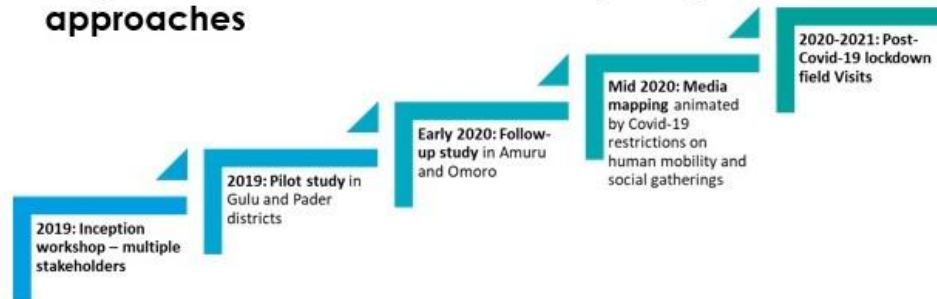 approaches
2019: Inception
workshop – multiple
stakeholders
2019: Pilot study in
Gulu and Pader
districts
Early 2020: Follow-
up study in Amuru
and Omoro
Mid 2020: Media
mapping animated
by Covid-19
restrictions on
human mobility and
social gatherings
2020-2021: Post-
Covid-19 lockdown
field Visits